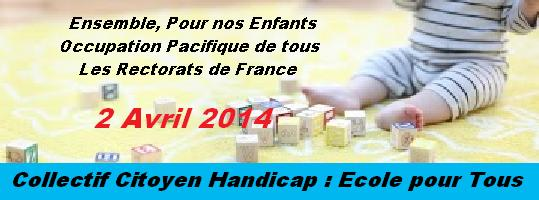 Ensemble, Pour nos Enfants
Occupation Pacifique de tous
Les Rectorats de France
2 Avril 2014
Collectif Citoyen Handicap : Ecole pour Tous